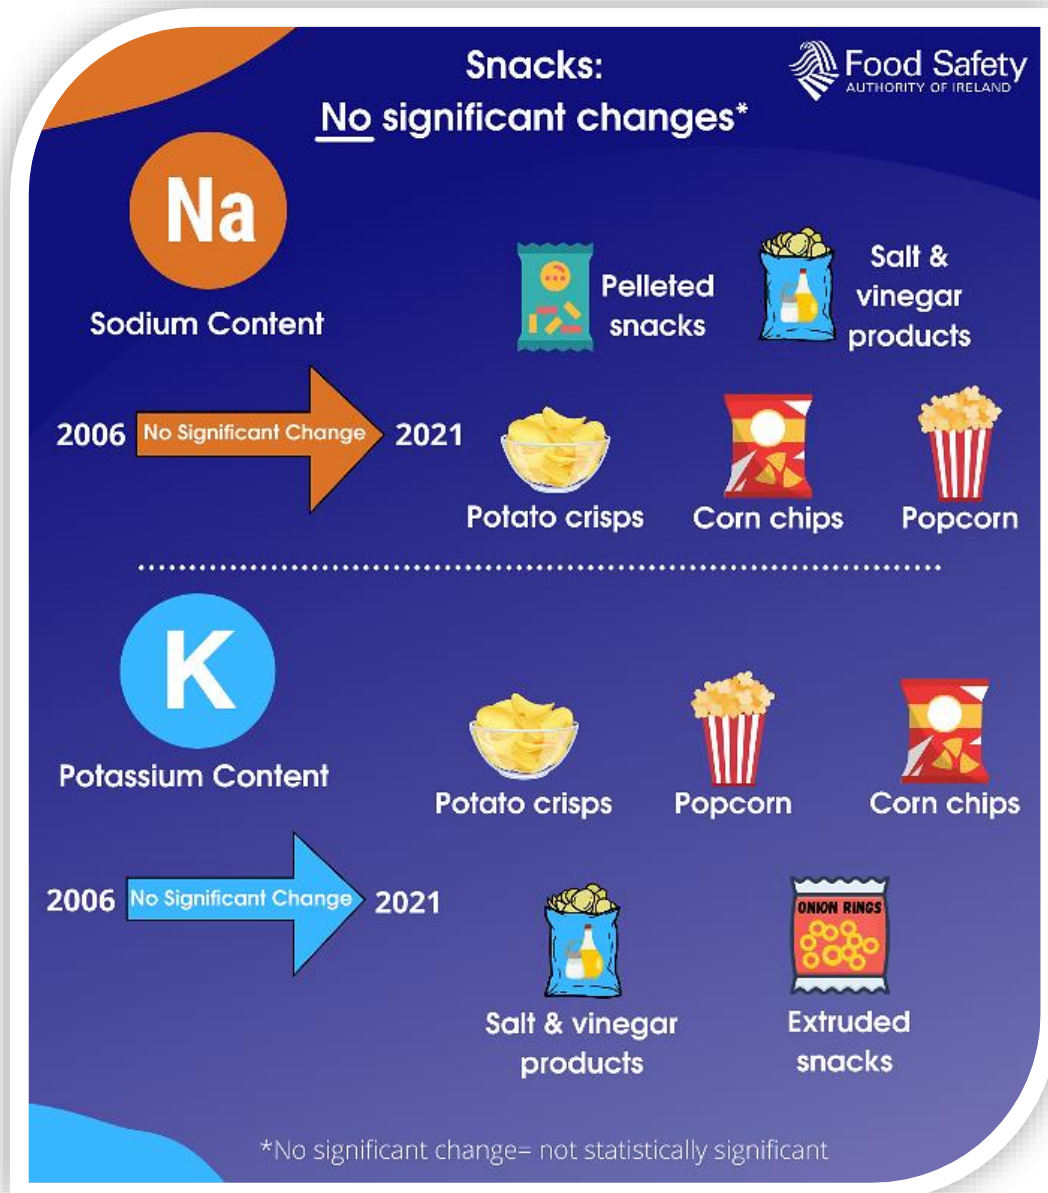 Snacks:
No significant changes*
Food Safety
AUTHORITY OF IRELAND
Na
Sodium Content
2006
No Significant Change
2021
Pelleted
snacks
Salt &
vinegar
products
Potato crisps
Corn chips
Popcorn
K
Potassium Content
2006
No Significant Change
2021
Potato crisps
Popcorn
Corn chips
Salt & vinegar
products
ONION RINGS
Extruded
snacks
*No significant change= not statistically significant